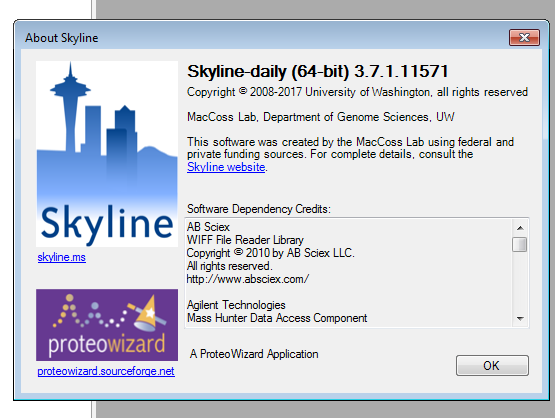 About Skyline
Skyline-daily (64-bit) 3.7.1.11571
Copyright © 2008-2017 University of Washington, all rights reserved
MacCoss Lab, Department of Genome Sciences, UW
This software was created by the MacCoss Lab using federal and
private funding sources. For complete details, consult the
Skyline website.
Skyline
skyline.ms
Software Dependency Credits:
AB Sciex
WIFF File Reader Library
Copyright © 2010 by AB Sciex LLC.
All rights reserved.
http://www.absciex.com/
Agilent Technologies
Mass Hunter Data Access Component
proteowizard
proteowizard.sourceforge.net
A ProteoWizard Application
OK